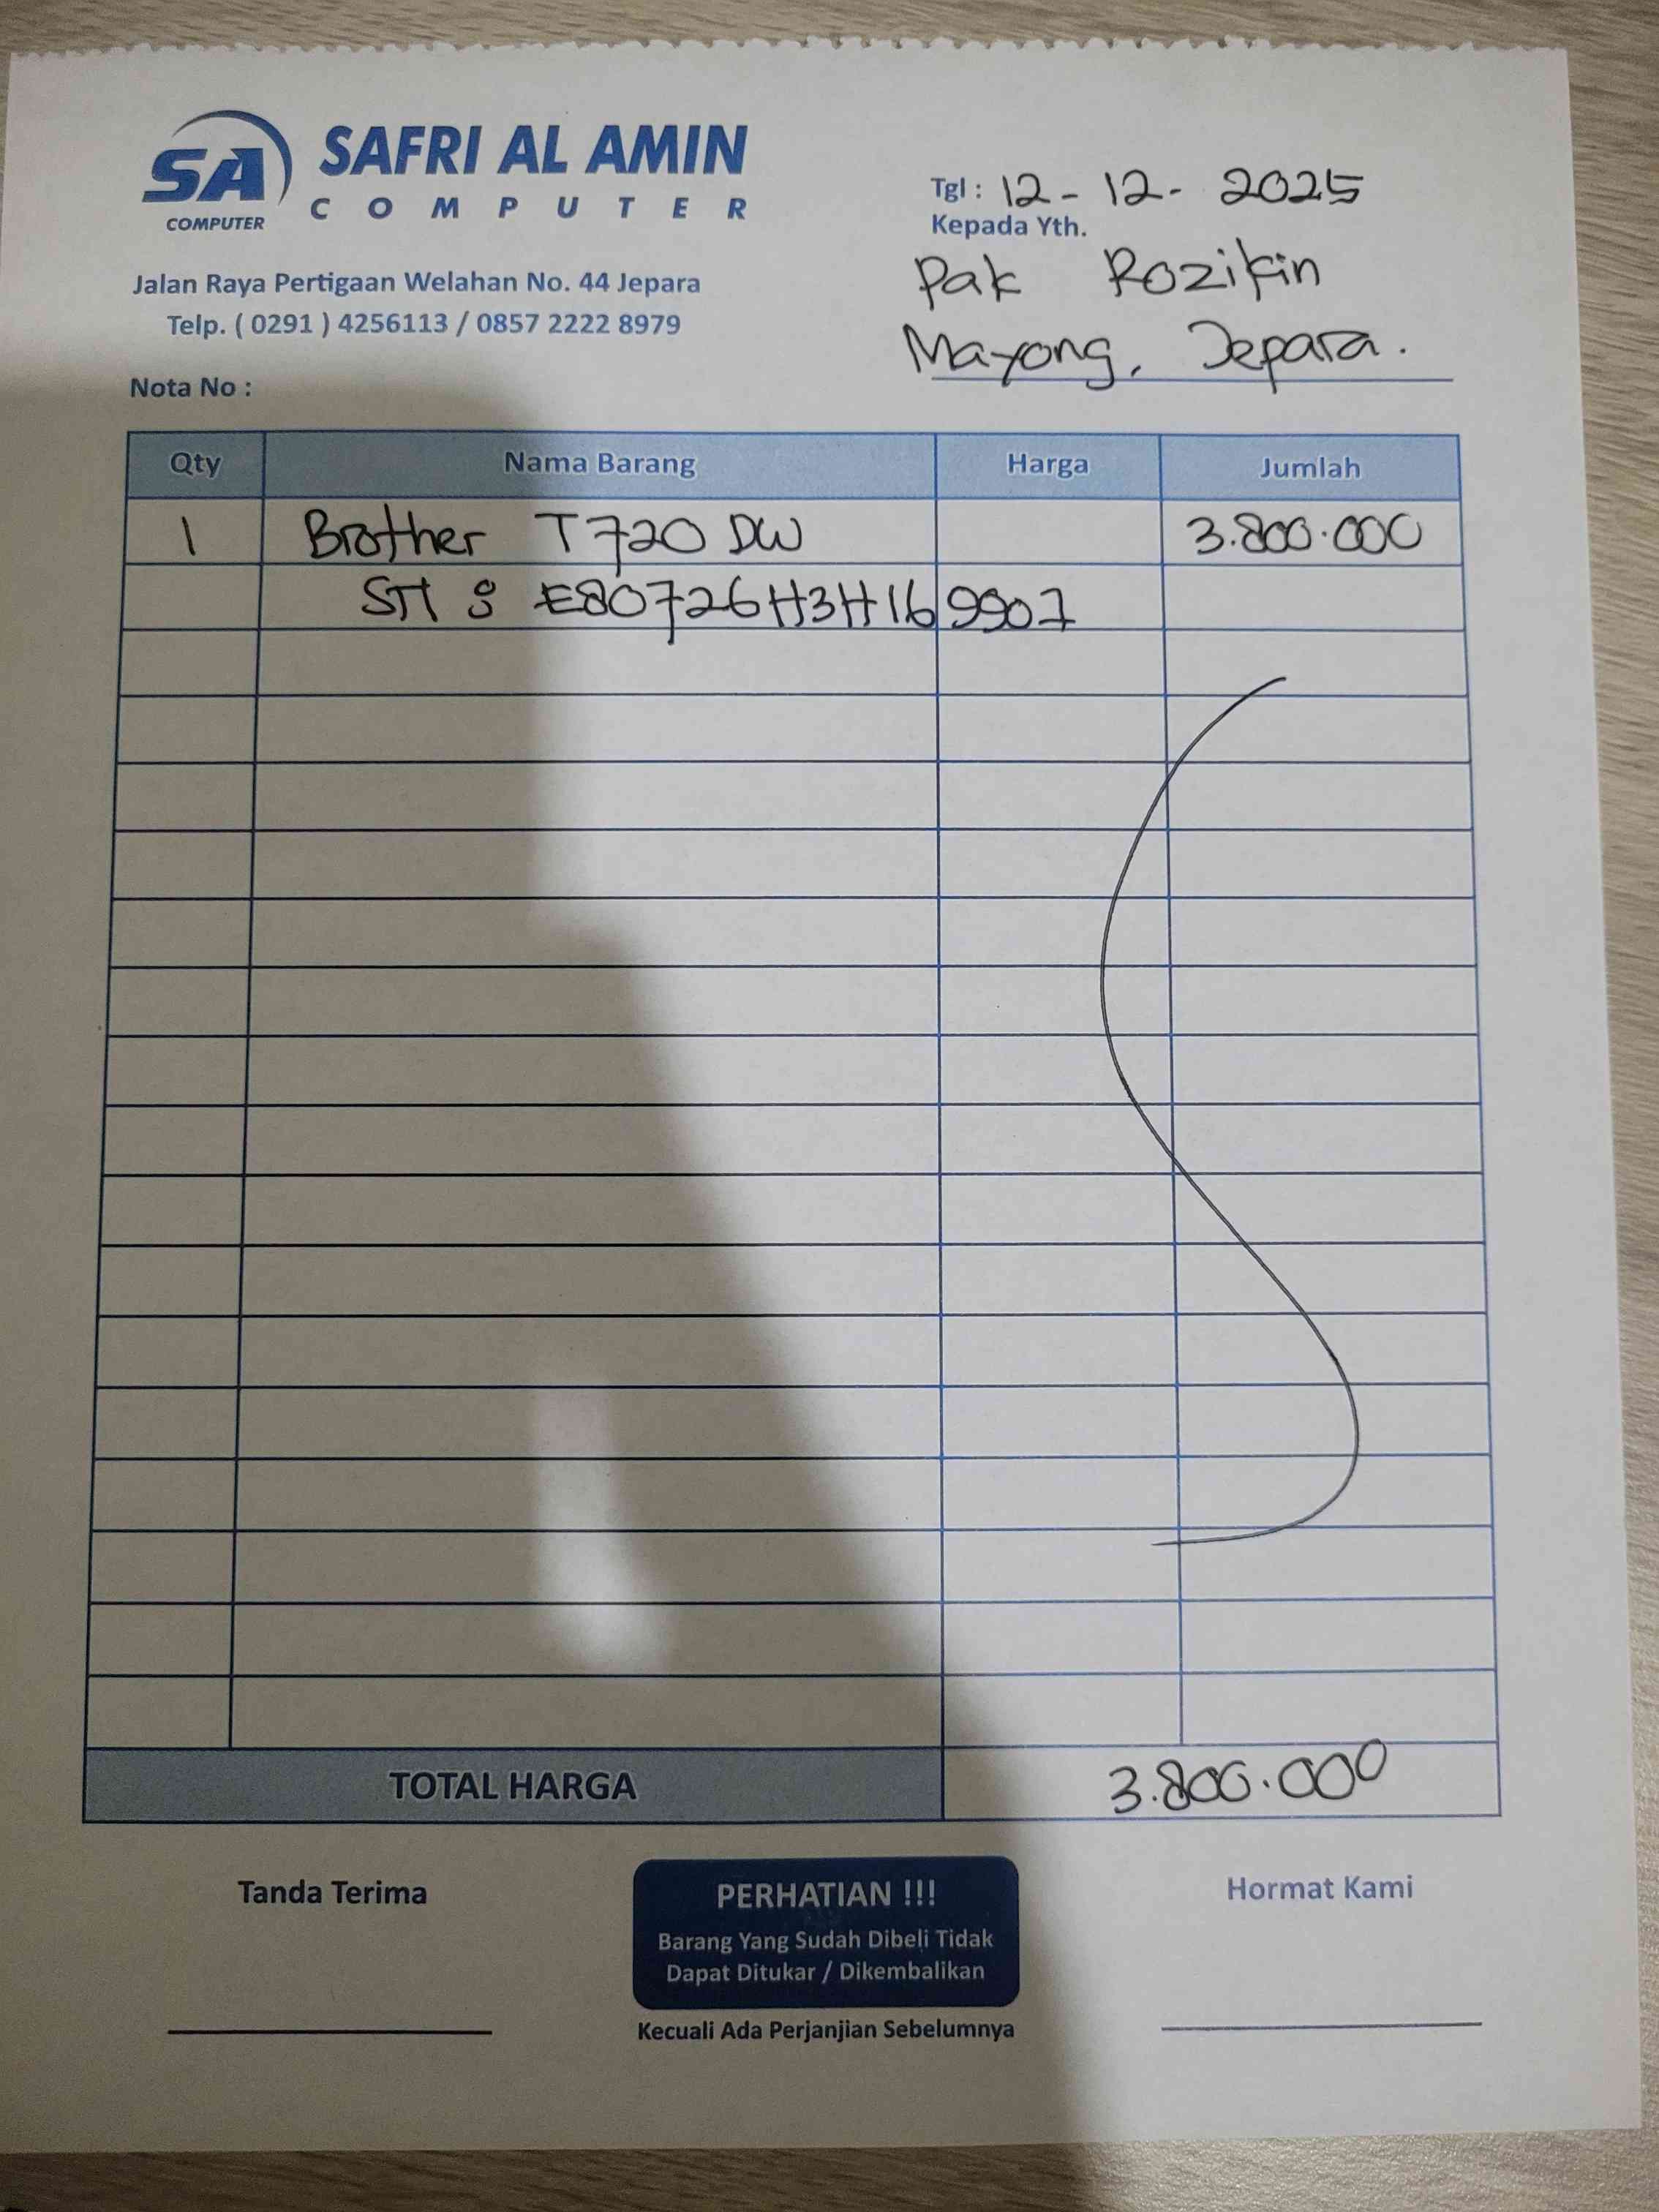 SA
COMPUTER
SAFRI AL AMIN
COMPUTER
Jalan Raya Pertigaan Welahan No. 44 Jepara
Telp. ( 0291 ) 4256113 / 0857 2222 8979
Nota No :
Tgl : 12 - 12 - 2025
Kepada Yth.
Pak Rozikin
Mayong, Jepara.
Qty Nama Barang Harga Jumlah
1 Brother T720 DW 3.800.000
SN : E80726H3H169907
TOTAL HARGA 3.800.000
Tanda Terima
PERHATIAN !!!
Barang Yang Sudah Dibeli Tidak
Dapat Ditukar / Dikembalikan
Kecuali Ada Perjanjian Sebelumnya
Hormat Kami